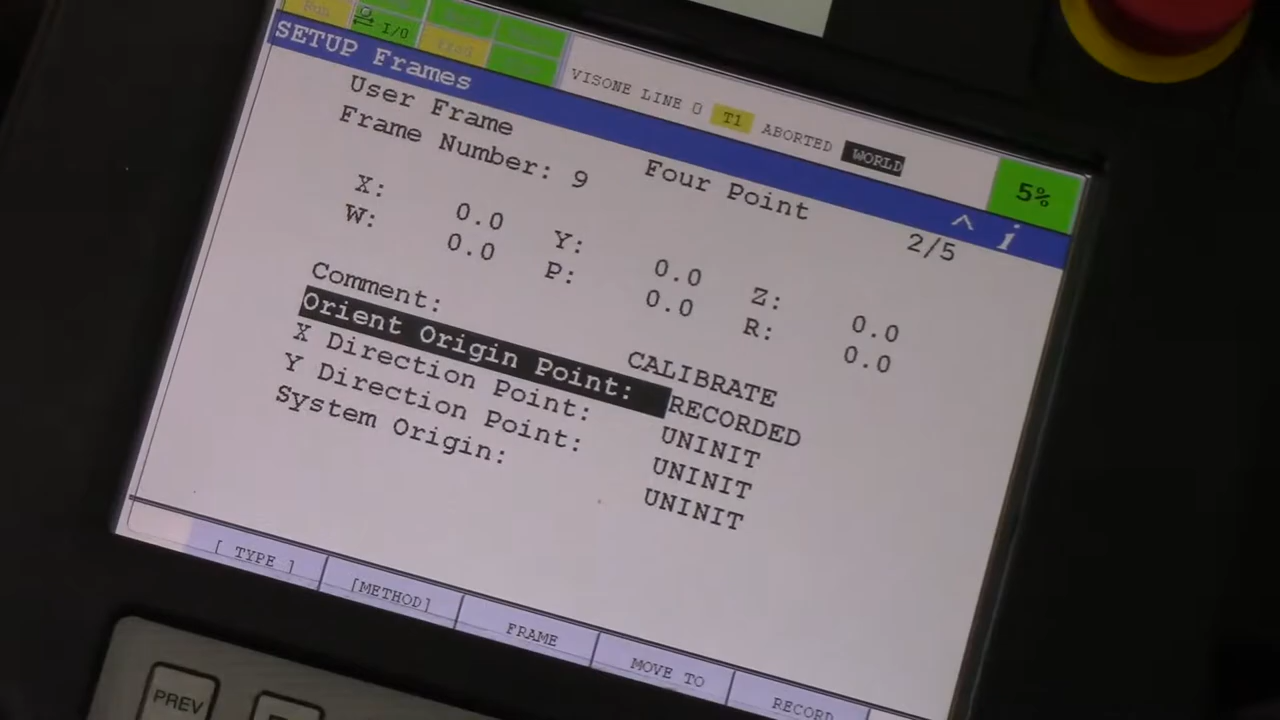 I/O
VISONE LINE 0 T1 ABORTED WORLD
5%
SETUP Frames
User Frame Four Point 2/5
Frame Number: 9
X: 0.0 Y: 0.0 Z: 0.0
W: 0.0 P: 0.0 R: 0.0
Comment: CALIBRATE
Orient Origin Point: RECORDED
X Direction Point: UNINIT
Y Direction Point: UNINIT
System Origin: UNINIT
[ TYPE ] [METHOD] FRAME MOVE TO RECORD
PREV